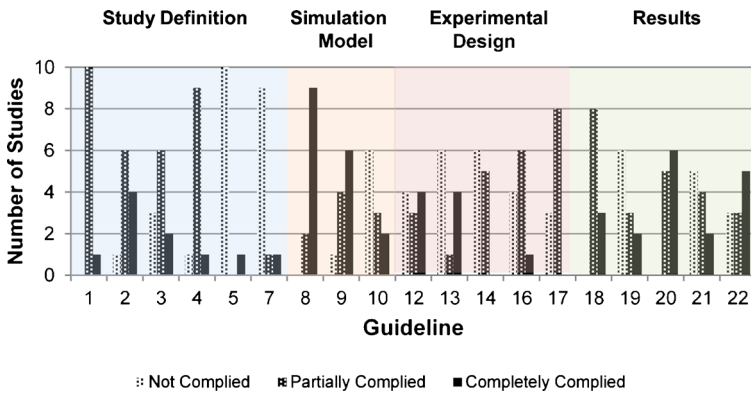 Study Definition
Simulation Model
Experimental Design
Results
Number of Studies
10
8
6
4
2
0
1 2 3 4 5 7 8 9 10 12 13 14 16 17 18 19 20 21 22
Guideline
Not Complied Partially Complied Completely Complied